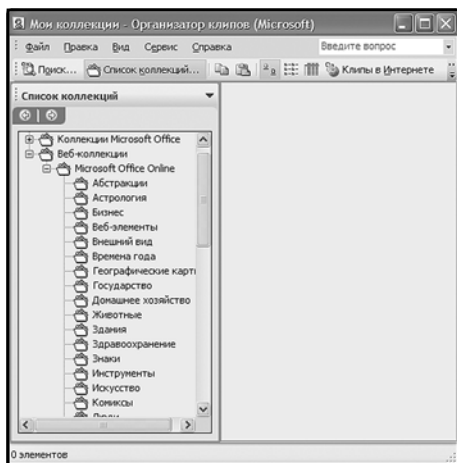 Мои коллекции - Организатор клипов (Microsoft)
Файл Правка Вид Сервис Справка Введите вопрос
Поиск... Список коллекций... Клипы в Интернете
Список коллекций
Коллекции Microsoft Office
Веб-коллекции
Microsoft Office Online
Абстракции
Астрология
Бизнес
Веб-элементы
Внешний вид
Времена года
Географические карт
Государство
Домашнее хозяйство
Животные
Здания
Здравоохранение
Знаки
Инструменты
Искусство
Комиксы
Люди
0 элементов